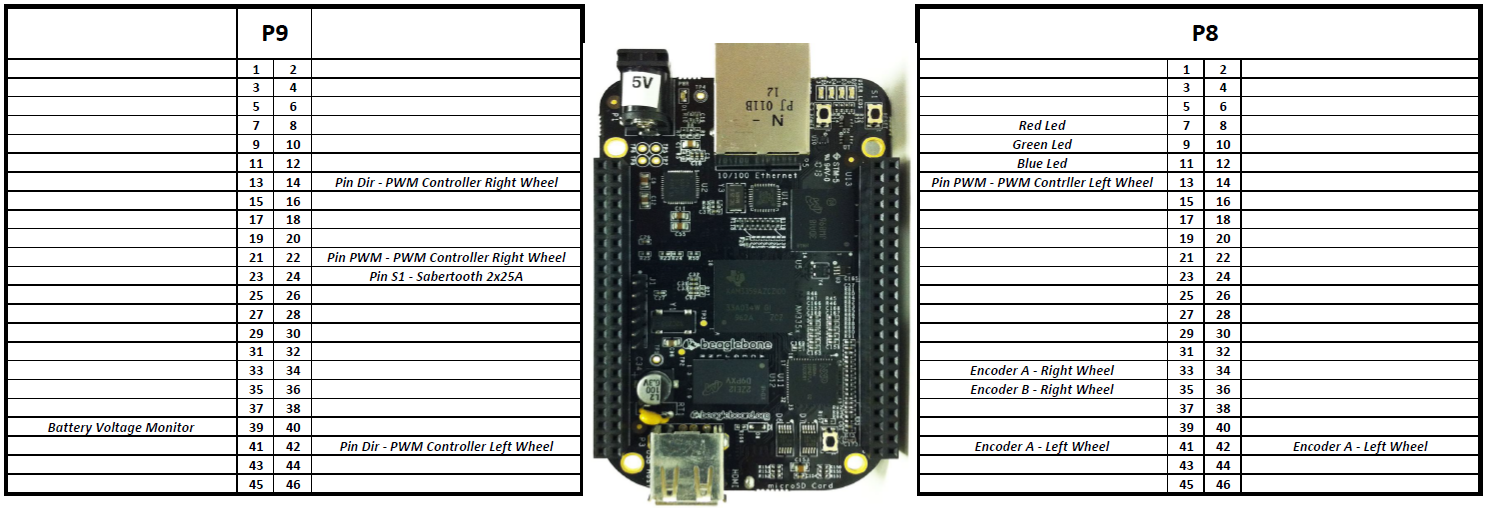 P9
1 2
3 4
5 6
7 8
9 10
11 12
13 14 Pin Dir - PWM Controller Right Wheel
15 16
17 18
19 20
21 22 Pin PWM - PWM Controller Right Wheel
23 24 Pin S1 - Sabertooth 2x25A
25 26
27 28
29 30
31 32
33 34
35 36
37 38
Battery Voltage Monitor 39 40
41 42 Pin Dir - PWM Controller Left Wheel
43 44
45 46
5V
N -
PJ 011B
12
10/100 Ethernet
beaglebone
beagleboard.org
HDMI
microSD Card
P8
1 2
3 4
5 6
Red Led 7 8
Green Led 9 10
Blue Led 11 12
Pin PWM - PWM Contrller Left Wheel 13 14
15 16
17 18
19 20
21 22
23 24
25 26
27 28
29 30
31 32
Encoder A - Right Wheel 33 34
Encoder B - Right Wheel 35 36
37 38
39 40
Encoder A - Left Wheel 41 42 Encoder A - Left Wheel
43 44
45 46